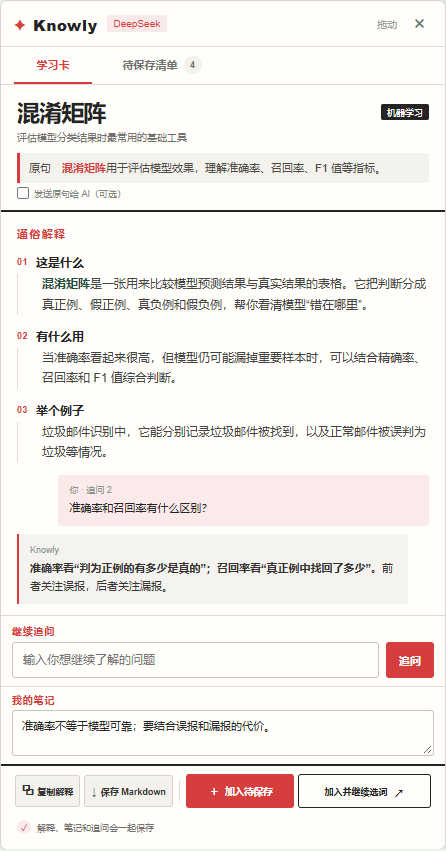 Knowly DeepSeek 拖动 ×
学习卡 待保存清单 4
混淆矩阵 机器学习
评估模型分类结果时最常用的基础工具
原句 混淆矩阵用于评估模型效果，理解准确率、召回率、F1 值等指标。
发送原句给 AI（可选）
通俗解释
01 这是什么
混淆矩阵是一张用来比较模型预测结果与真实结果的表格。它把判断分成
真正例、假正例、真负例和假负例，帮你看清模型“错在哪里”。
02 有什么用
当准确率看起来很高，但模型仍可能漏掉重要样本时，可以结合精确率、
召回率和 F1 值综合判断。
03 举个例子
垃圾邮件识别中，它能分别记录垃圾邮件被找到，以及正常邮件被误判为
垃圾等情况。
你 · 追问 2
准确率和召回率有什么区别？
Knowly
准确率看“判为正例的有多少是真的”；召回率看“真正例中找回了多少”。前
者关注误报，后者关注漏报。
继续追问
输入你想继续了解的问题 追问
我的笔记
准确率不等于模型可靠；要结合误报和漏报的代价。
复制解释 ↓ 保存 Markdown + 加入待保存 加入并继续选词 ↗
✓ 解释、笔记和追问会一起保存